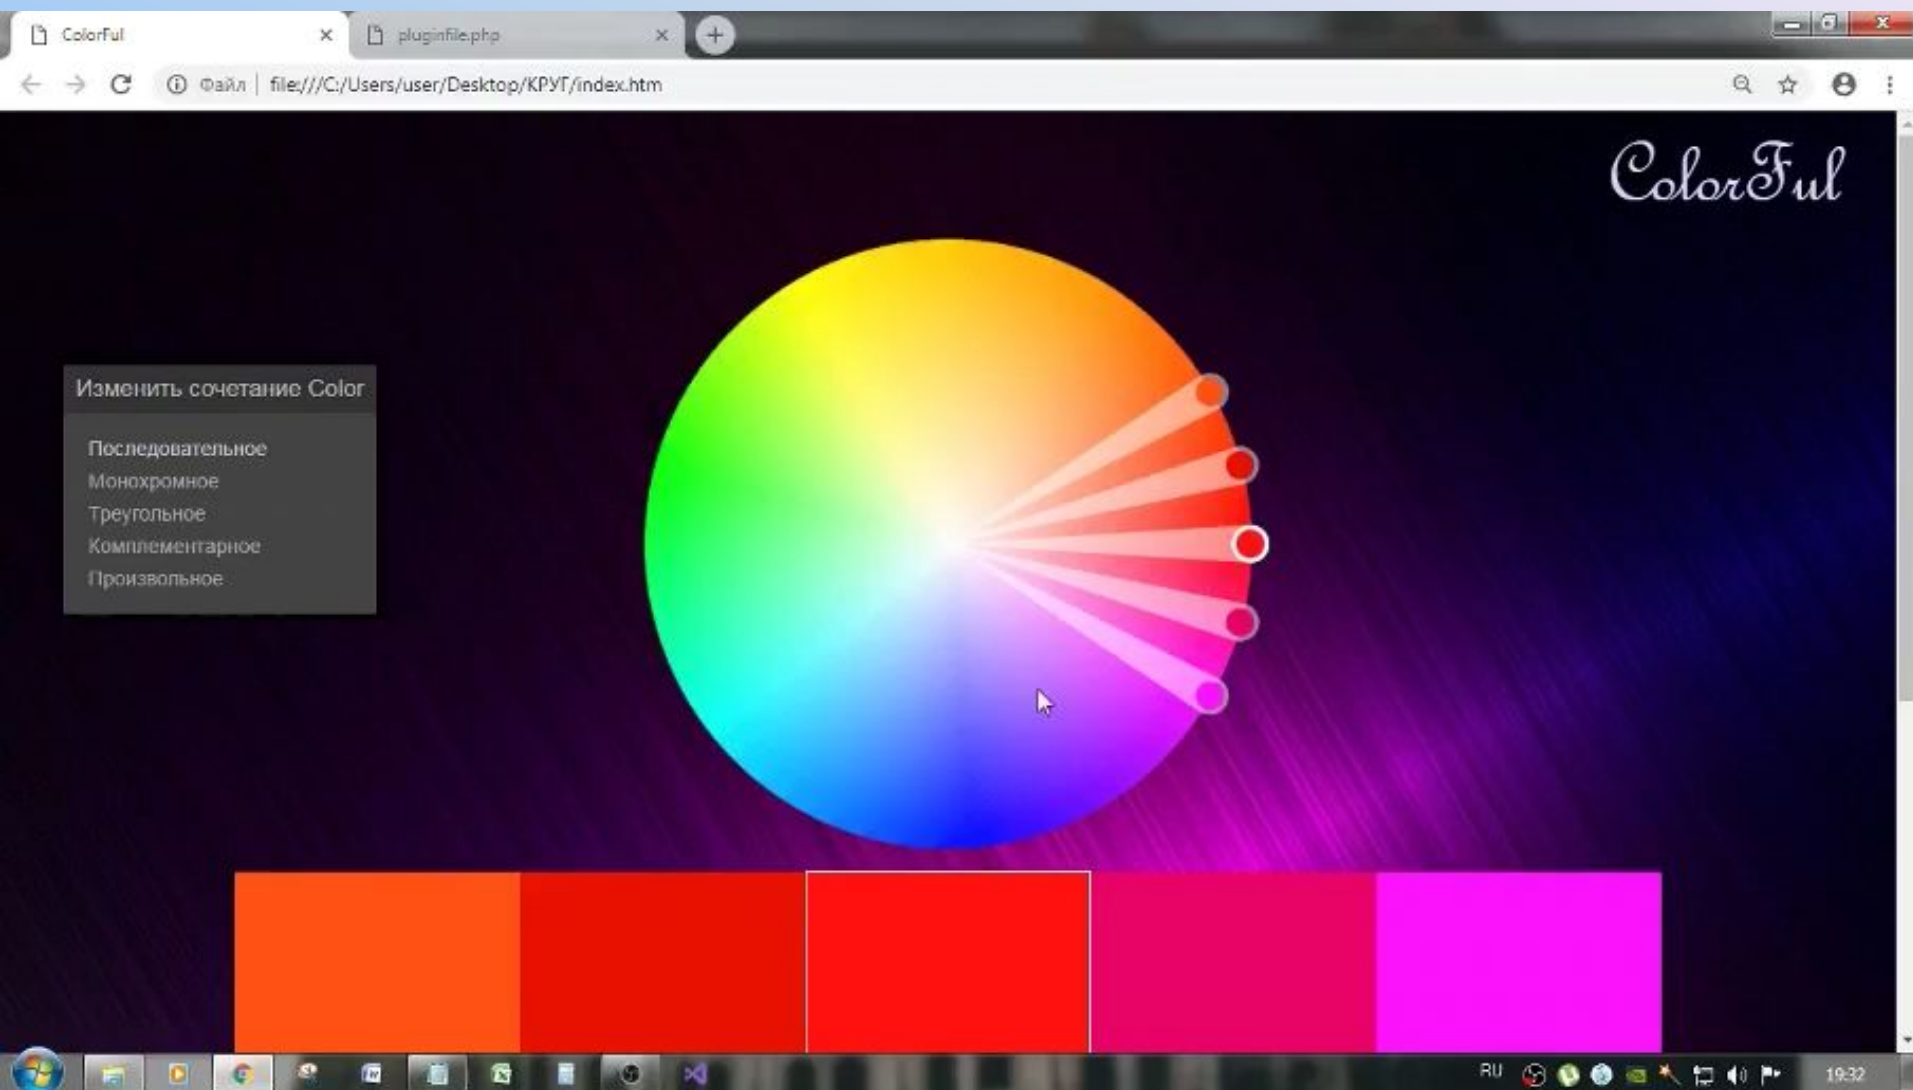 ColorFul
pluginfile.php
Файл | file:///C:/Users/user/Desktop/КРУГ/index.htm
ColorFul
Изменить сочетание Color
Последовательное
Монохромное
Треугольное
Комплементарное
Произвольное
RU
19:32